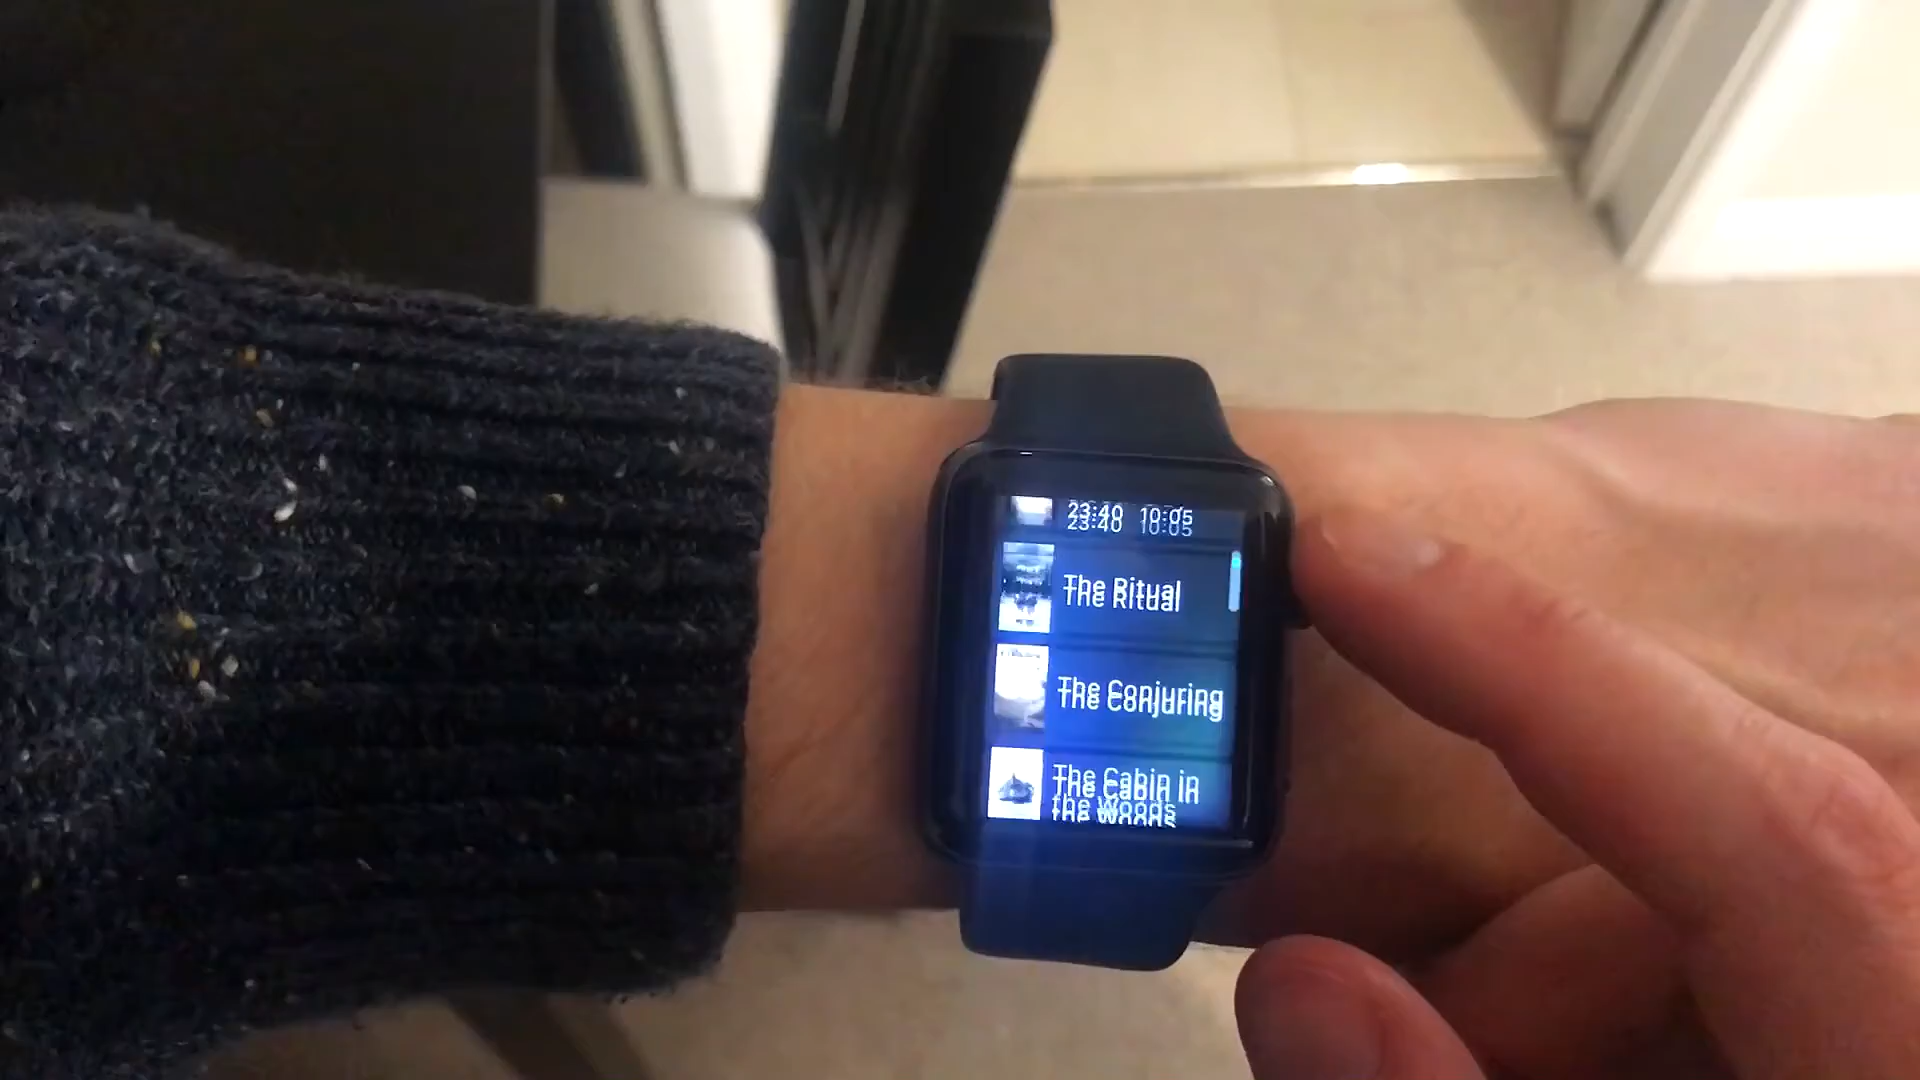 23:40 10:05
The Ritual
The Conjuring
The Cabin in
the Woods